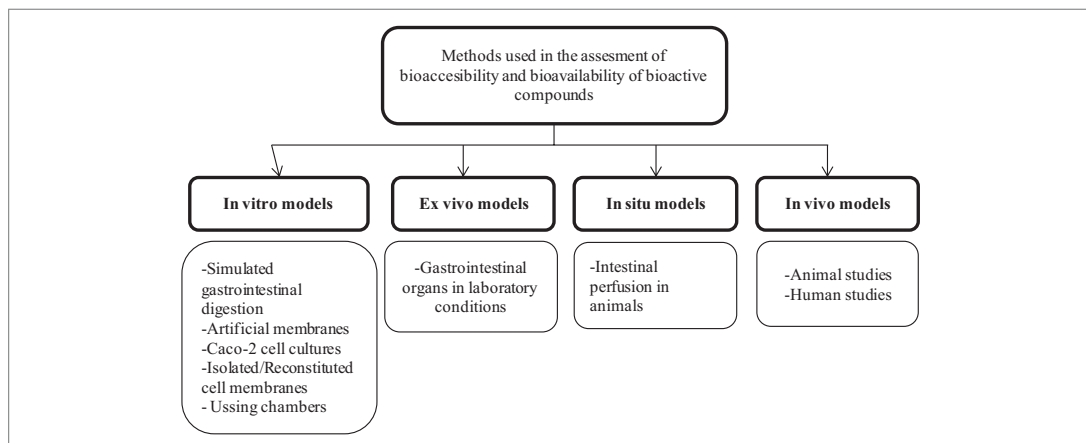 Methods used in the assesment of
bioaccesibility and bioavailability of bioactive
compounds
In vitro models
Ex vivo models
In situ models
In vivo models
-Simulated
gastrointestinal
digestion
-Artificial membranes
-Caco-2 cell cultures
-Isolated/Reconstituted
cell membranes
- Ussing chambers
-Gastrointestinal
organs in laboratory
conditions
-Intestinal
perfusion in
animals
-Animal studies
-Human studies